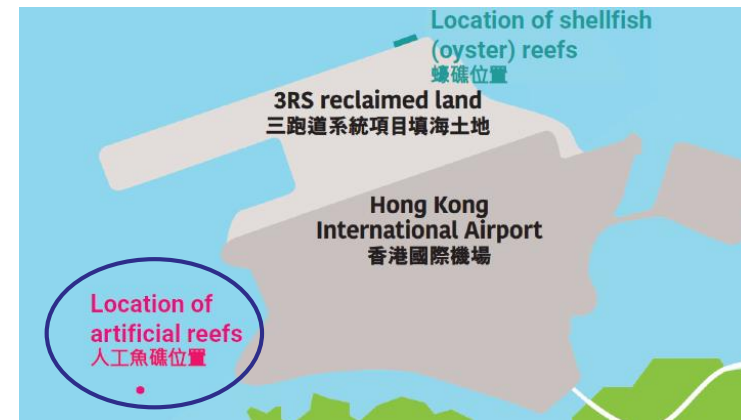 Location of shellfish
(oyster) reefs
蠔礁位置
3RS reclaimed land
三跑道系統項目填海土地
Hong Kong
International Airport
香港國際機場
Location of
artificial reefs
人工魚礁位置